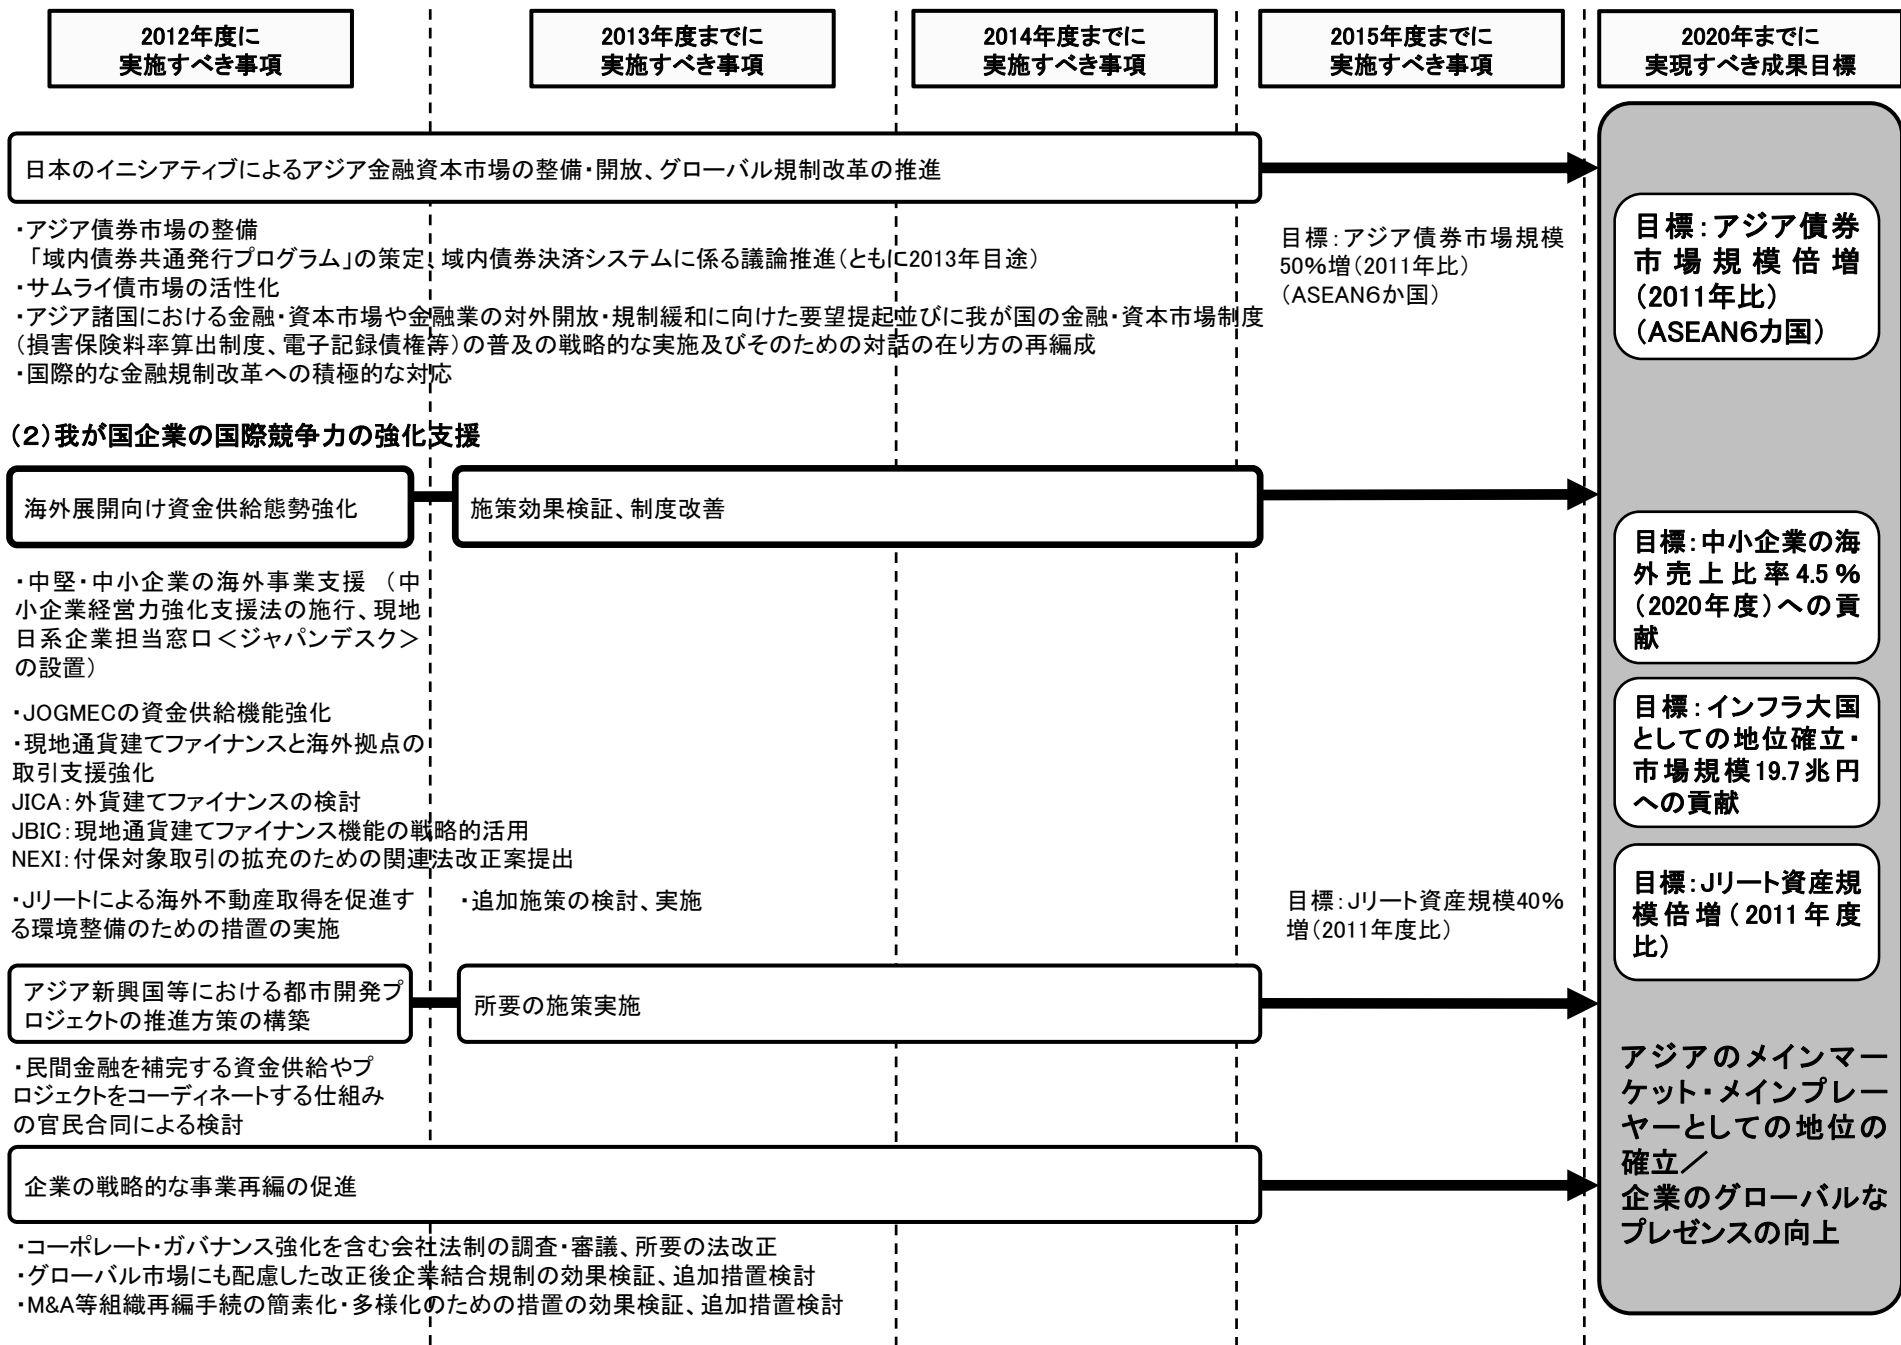 2012年度に
実施すべき事項
2013年度までに
実施すべき事項
2014年度までに
実施すべき事項
2015年度までに
実施すべき事項
2020年までに
実現すべき成果目標
日本のイニシアティブによるアジア金融資本市場の整備・開放、グローバル規制改革の推進
・アジア債券市場の整備
「域内債券共通発行プログラム」の策定、域内債券決済システムに係る議論推進（ともに2013年目途）
・サムライ債市場の活性化
・アジア諸国における金融・資本市場や金融業の対外開放・規制緩和に向けた要望提起並びに我が国の金融・資本市場制度
（損害保険料率算出制度、電子記録債権等）の普及の戦略的な実施及びそのための対話の在り方の再編成
・国際的な金融規制改革への積極的な対応
目標：アジア債券市場規模
50%増（2011年比）
（ASEAN6か国）
目標：アジア債券
市場規模倍増
（2011年比）
（ASEAN6カ国）
（２）我が国企業の国際競争力の強化支援
海外展開向け資金供給態勢強化
施策効果検証、制度改善
・中堅・中小企業の海外事業支援 （中
小企業経営力強化支援法の施行、現地
日系企業担当窓口＜ジャパンデスク＞
の設置）
・JOGMECの資金供給機能強化
・現地通貨建てファイナンスと海外拠点の
取引支援強化
JICA：外貨建てファイナンスの検討
JBIC：現地通貨建てファイナンス機能の戦略的活用
NEXI：付保対象取引の拡充のための関連法改正案提出
・Jリートによる海外不動産取得を促進す
る環境整備のための措置の実施
・追加施策の検討、実施
目標：Jリート資産規模40%
増（2011年度比）
目標：中小企業の海
外売上比率4.5％
（2020年度）への貢
献
目標：インフラ大国
としての地位確立・
市場規模19.7兆円
への貢献
目標：Jリート資産規
模倍増（2011年度
比）
アジア新興国等における都市開発プ
ロジェクトの推進方策の構築
所要の施策実施
・民間金融を補完する資金供給やプ
ロジェクトをコーディネートする仕組み
の官民合同による検討
企業の戦略的な事業再編の促進
・コーポレート・ガバナンス強化を含む会社法制の調査・審議、所要の法改正
・グローバル市場にも配慮した改正後企業結合規制の効果検証、追加措置検討
・M&A等組織再編手続の簡素化・多様化のための措置の効果検証、追加措置検討
アジアのメインマー
ケット・メインプレー
ヤーとしての地位の
確立／
企業のグローバルな
プレゼンスの向上